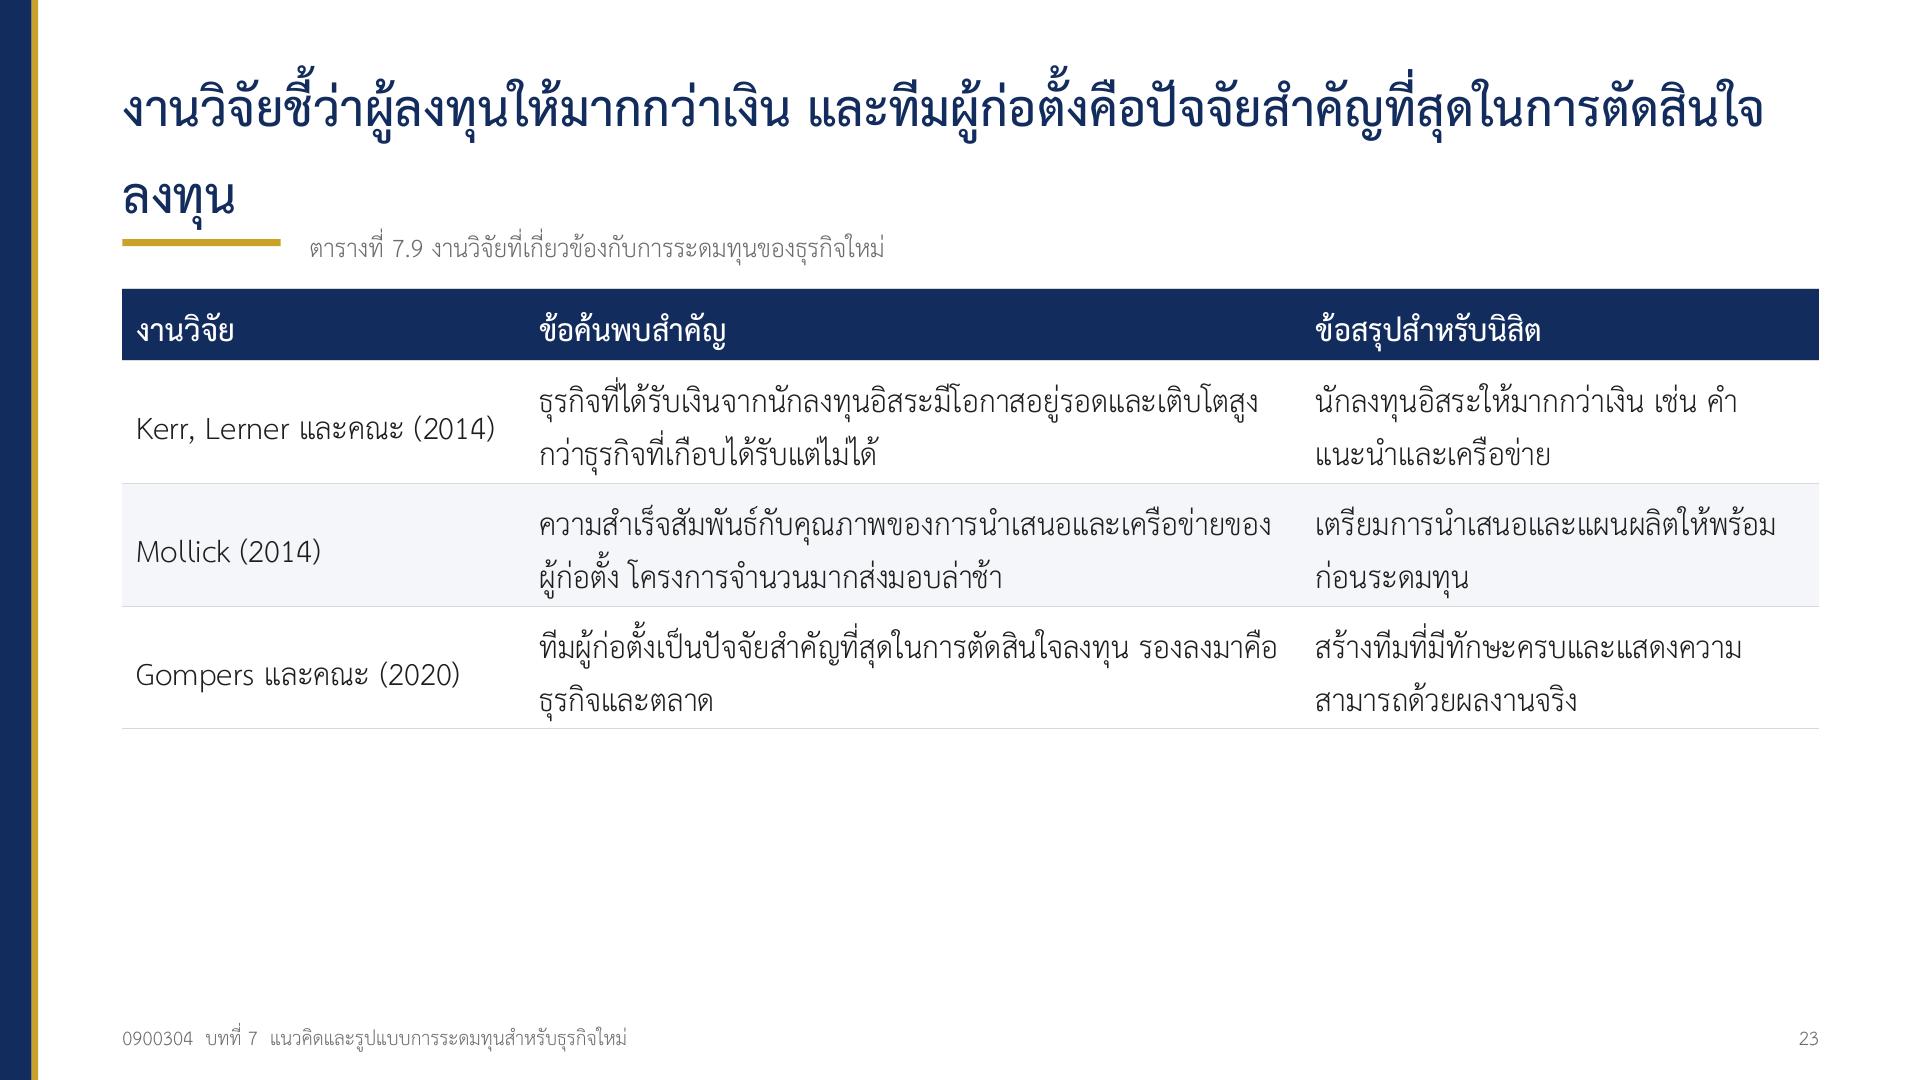 งานวิจัยชี้ว่าผู้ลงทุนให้มากกว่าเงิน และทีมผู้ก่อตั้งคือปัจจัยสำคัญที่สุดในการตัดสินใจ
ลงทุน
ตารางที่ 7.9 งานวิจัยที่เกี่ยวข้องกับการระดมทุนของธุรกิจใหม่
งานวิจัย ข้อค้นพบสำคัญ ข้อสรุปสำหรับนิสิต
Kerr, Lerner และคณะ (2014)
ธุรกิจที่ได้รับเงินจากนักลงทุนอิสระมีโอกาสอยู่รอดและเติบโตสูง
กว่าธุรกิจที่เกือบได้รับแต่ไม่ได้
นักลงทุนอิสระให้มากกว่าเงิน เช่น คำ
แนะนำและเครือข่าย
Mollick (2014)
ความสำเร็จสัมพันธ์กับคุณภาพของการนำเสนอและเครือข่ายของ
ผู้ก่อตั้ง โครงการจำนวนมากส่งมอบล่าช้า
เตรียมการนำเสนอและแผนผลิตให้พร้อม
ก่อนระดมทุน
Gompers และคณะ (2020)
ทีมผู้ก่อตั้งเป็นปัจจัยสำคัญที่สุดในการตัดสินใจลงทุน รองลงมาคือ
ธุรกิจและตลาด
สร้างทีมที่มีทักษะครบและแสดงความ
สามารถด้วยผลงานจริง
0900304 บทที่ 7 แนวคิดและรูปแบบการระดมทุนสำหรับธุรกิจใหม่
23